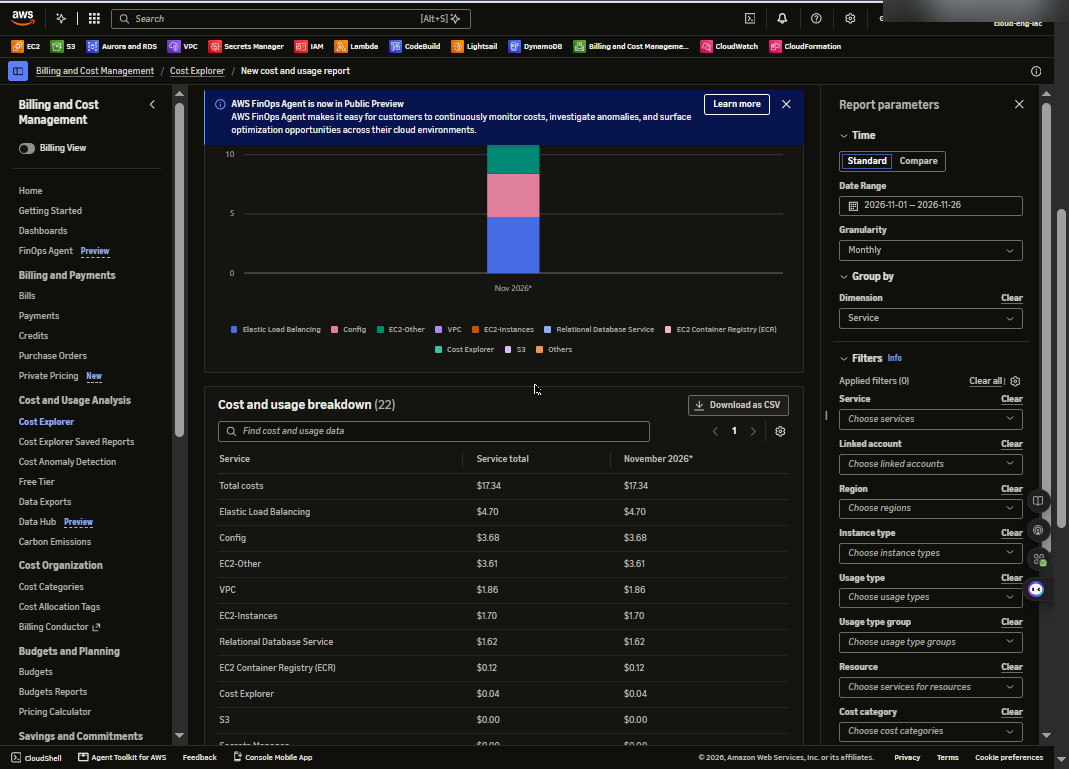 aws
Search [Alt+S]
cloud-eng-lac
EC2 S3 Aurora and RDS VPC Secrets Manager IAM Lambda CodeBuild Lightsail DynamoDB Billing and Cost Manageme... CloudWatch CloudFormation
Billing and Cost Management / Cost Explorer / New cost and usage report
Billing and Cost
Management
Billing View
Home
Getting Started
Dashboards
FinOps Agent Preview
Billing and Payments
Bills
Payments
Credits
Purchase Orders
Private Pricing New
Cost and Usage Analysis
Cost Explorer
Cost Explorer Saved Reports
Cost Anomaly Detection
Free Tier
Data Exports
Data Hub Preview
Carbon Emissions
Cost Organization
Cost Categories
Cost Allocation Tags
Billing Conductor
Budgets and Planning
Budgets
Budgets Reports
Pricing Calculator
Savings and Commitments
AWS FinOps Agent is now in Public Preview
AWS FinOps Agent makes it easy for customers to continuously monitor costs, investigate anomalies, and surface
optimization opportunities across their cloud environments.
Learn more
10
5
0
Nov 2026*
Elastic Load Balancing Config EC2-Other VPC EC2-Instances Relational Database Service EC2 Container Registry (ECR)
Cost Explorer S3 Others
Cost and usage breakdown (22)
Download as CSV
Find cost and usage data
1
Service Service total November 2026*
Total costs $17.34 $17.34
Elastic Load Balancing $4.70 $4.70
Config $3.68 $3.68
EC2-Other $3.61 $3.61
VPC $1.86 $1.86
EC2-Instances $1.70 $1.70
Relational Database Service $1.62 $1.62
EC2 Container Registry (ECR) $0.12 $0.12
Cost Explorer $0.04 $0.04
S3 $0.00 $0.00
Secrets Manager $0.00 $0.00
Report parameters
Time
Standard Compare
Date Range
2026-11-01 – 2026-11-26
Granularity
Monthly
Group by
Dimension Clear
Service
Filters Info
Applied filters (0) Clear all
Service Clear
Choose services
Linked account Clear
Choose linked accounts
Region Clear
Choose regions
Instance type Clear
Choose instance types
Usage type Clear
Choose usage types
Usage type group Clear
Choose usage type groups
Resource Clear
Choose services for resources
Cost category Clear
Choose cost categories
CloudShell Agent Toolkit for AWS Feedback Console Mobile App
© 2026, Amazon Web Services, Inc. or its affiliates. Privacy Terms Cookie preferences